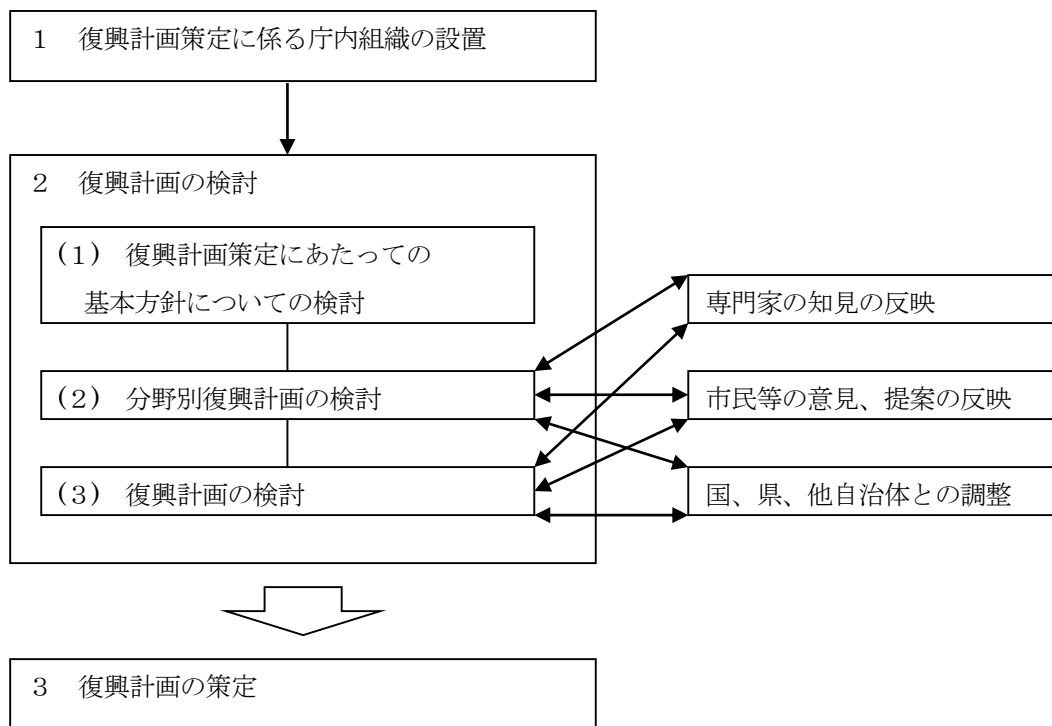 １　復興計画策定に係る庁内組織の設置
２　復興計画の検討
(１)　復興計画策定にあたっての
基本方針についての検討
専門家の知見の反映
(２)　分野別復興計画の検討
市民等の意見、提案の反映
(３)　復興計画の検討
国、県、他自治体との調整
３　復興計画の策定